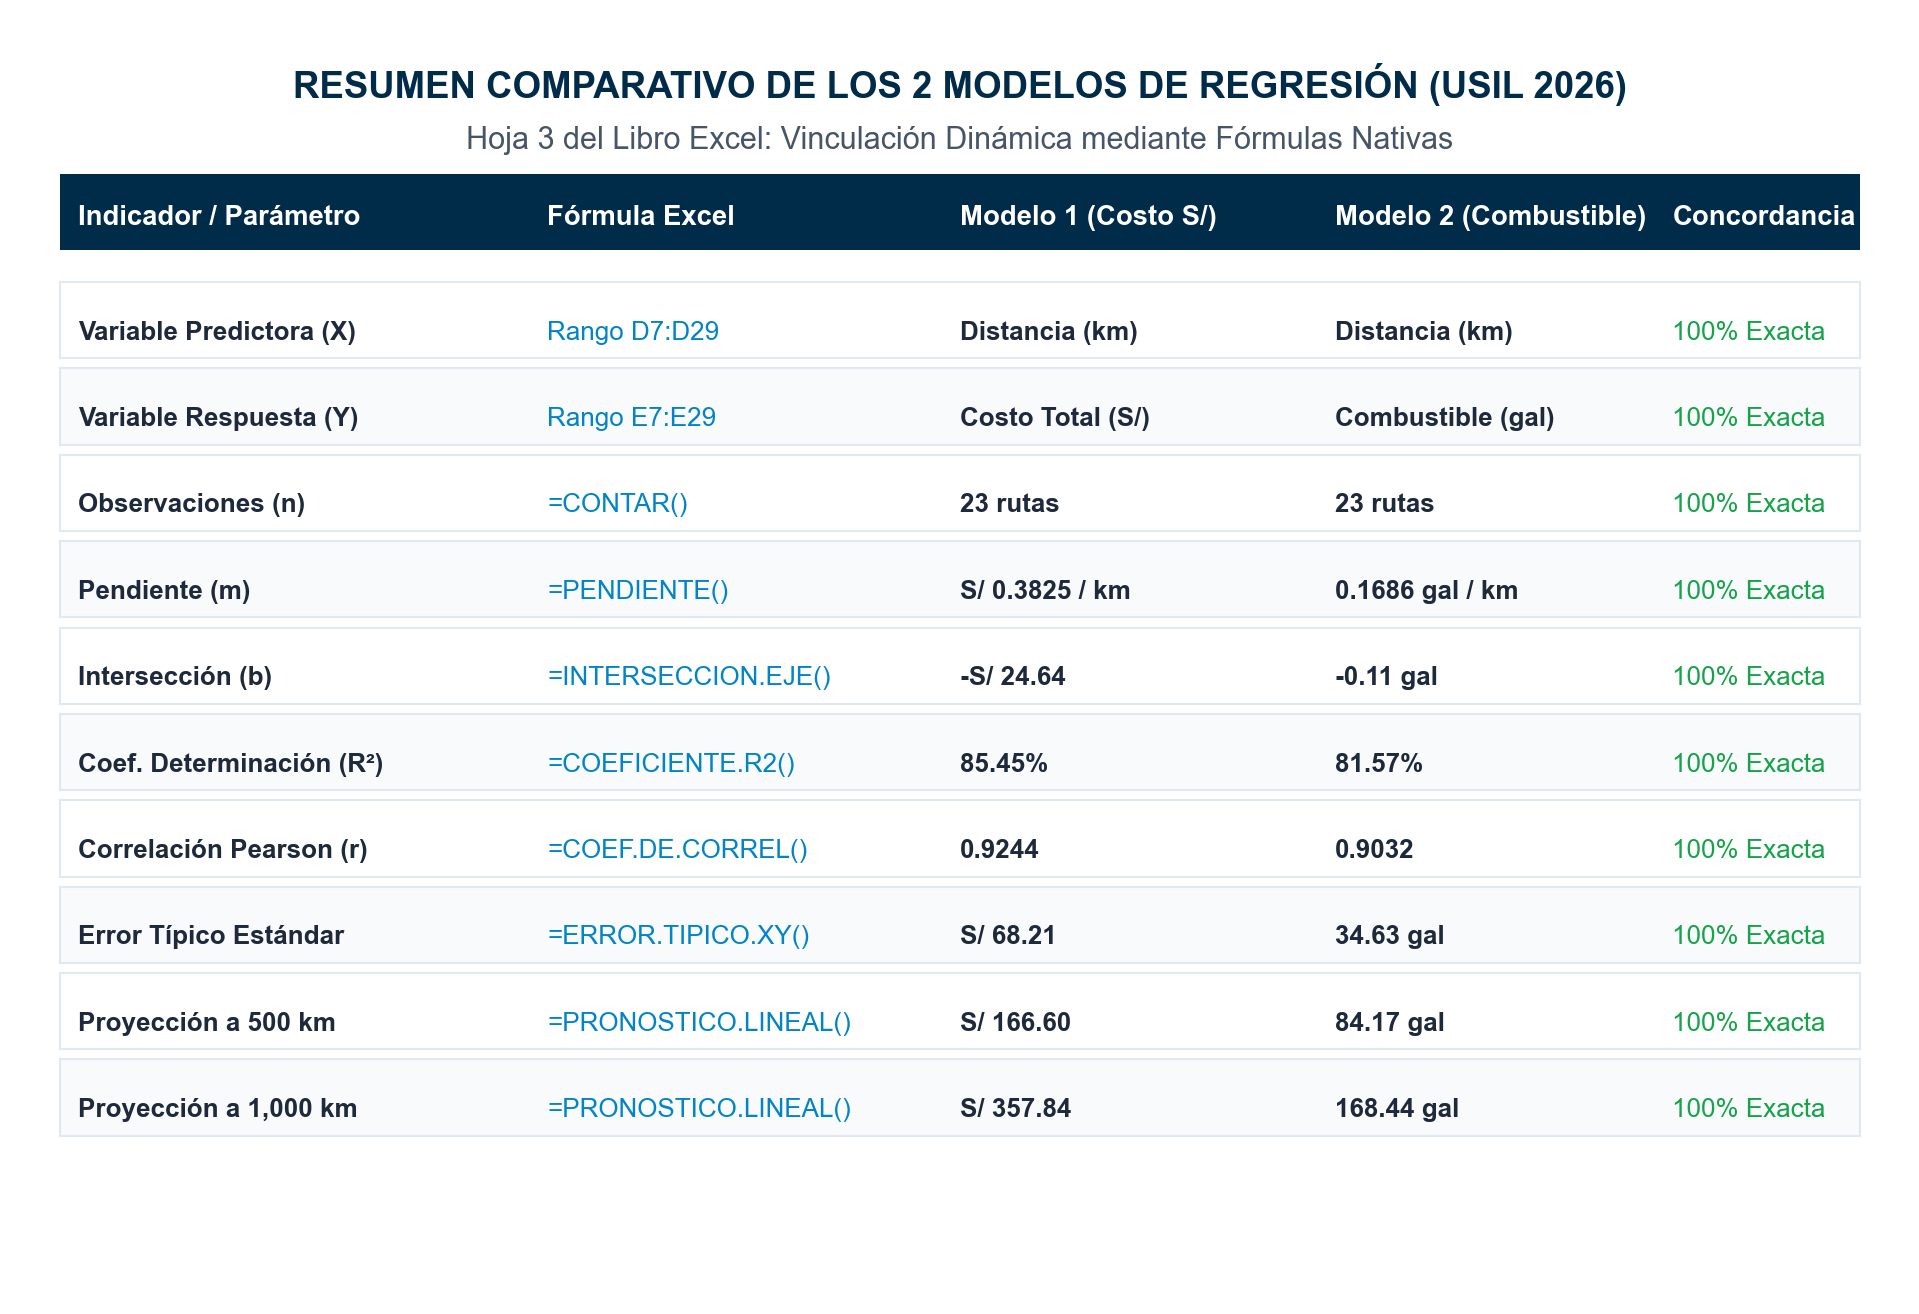 RESUMEN COMPARATIVO DE LOS 2 MODELOS DE REGRESIÓN (USIL 2026)
Hoja 3 del Libro Excel: Vinculación Dinámica mediante Fórmulas Nativas
Indicador / Parámetro Fórmula Excel Modelo 1 (Costo S/) Modelo 2 (Combustible) Concordancia
Variable Predictora (X) Rango D7:D29 Distancia (km) Distancia (km) 100% Exacta
Variable Respuesta (Y) Rango E7:E29 Costo Total (S/) Combustible (gal) 100% Exacta
Observaciones (n) =CONTAR() 23 rutas 23 rutas 100% Exacta
Pendiente (m) =PENDIENTE() S/ 0.3825 / km 0.1686 gal / km 100% Exacta
Intersección (b) =INTERSECCION.EJE() -S/ 24.64 -0.11 gal 100% Exacta
Coef. Determinación (R²) =COEFICIENTE.R2() 85.45% 81.57% 100% Exacta
Correlación Pearson (r) =COEF.DE.CORREL() 0.9244 0.9032 100% Exacta
Error Típico Estándar =ERROR.TIPICO.XY() S/ 68.21 34.63 gal 100% Exacta
Proyección a 500 km =PRONOSTICO.LINEAL() S/ 166.60 84.17 gal 100% Exacta
Proyección a 1,000 km =PRONOSTICO.LINEAL() S/ 357.84 168.44 gal 100% Exacta